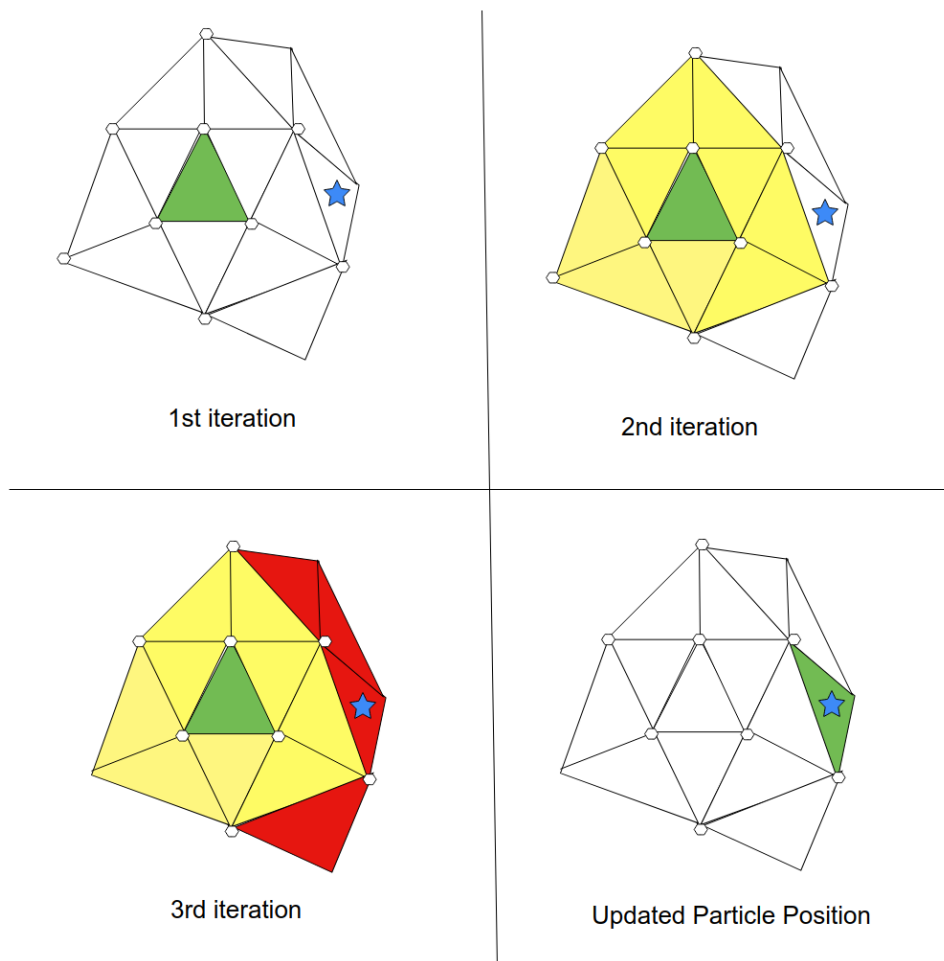 1st iteration
2nd iteration
3rd iteration
Updated Particle Position